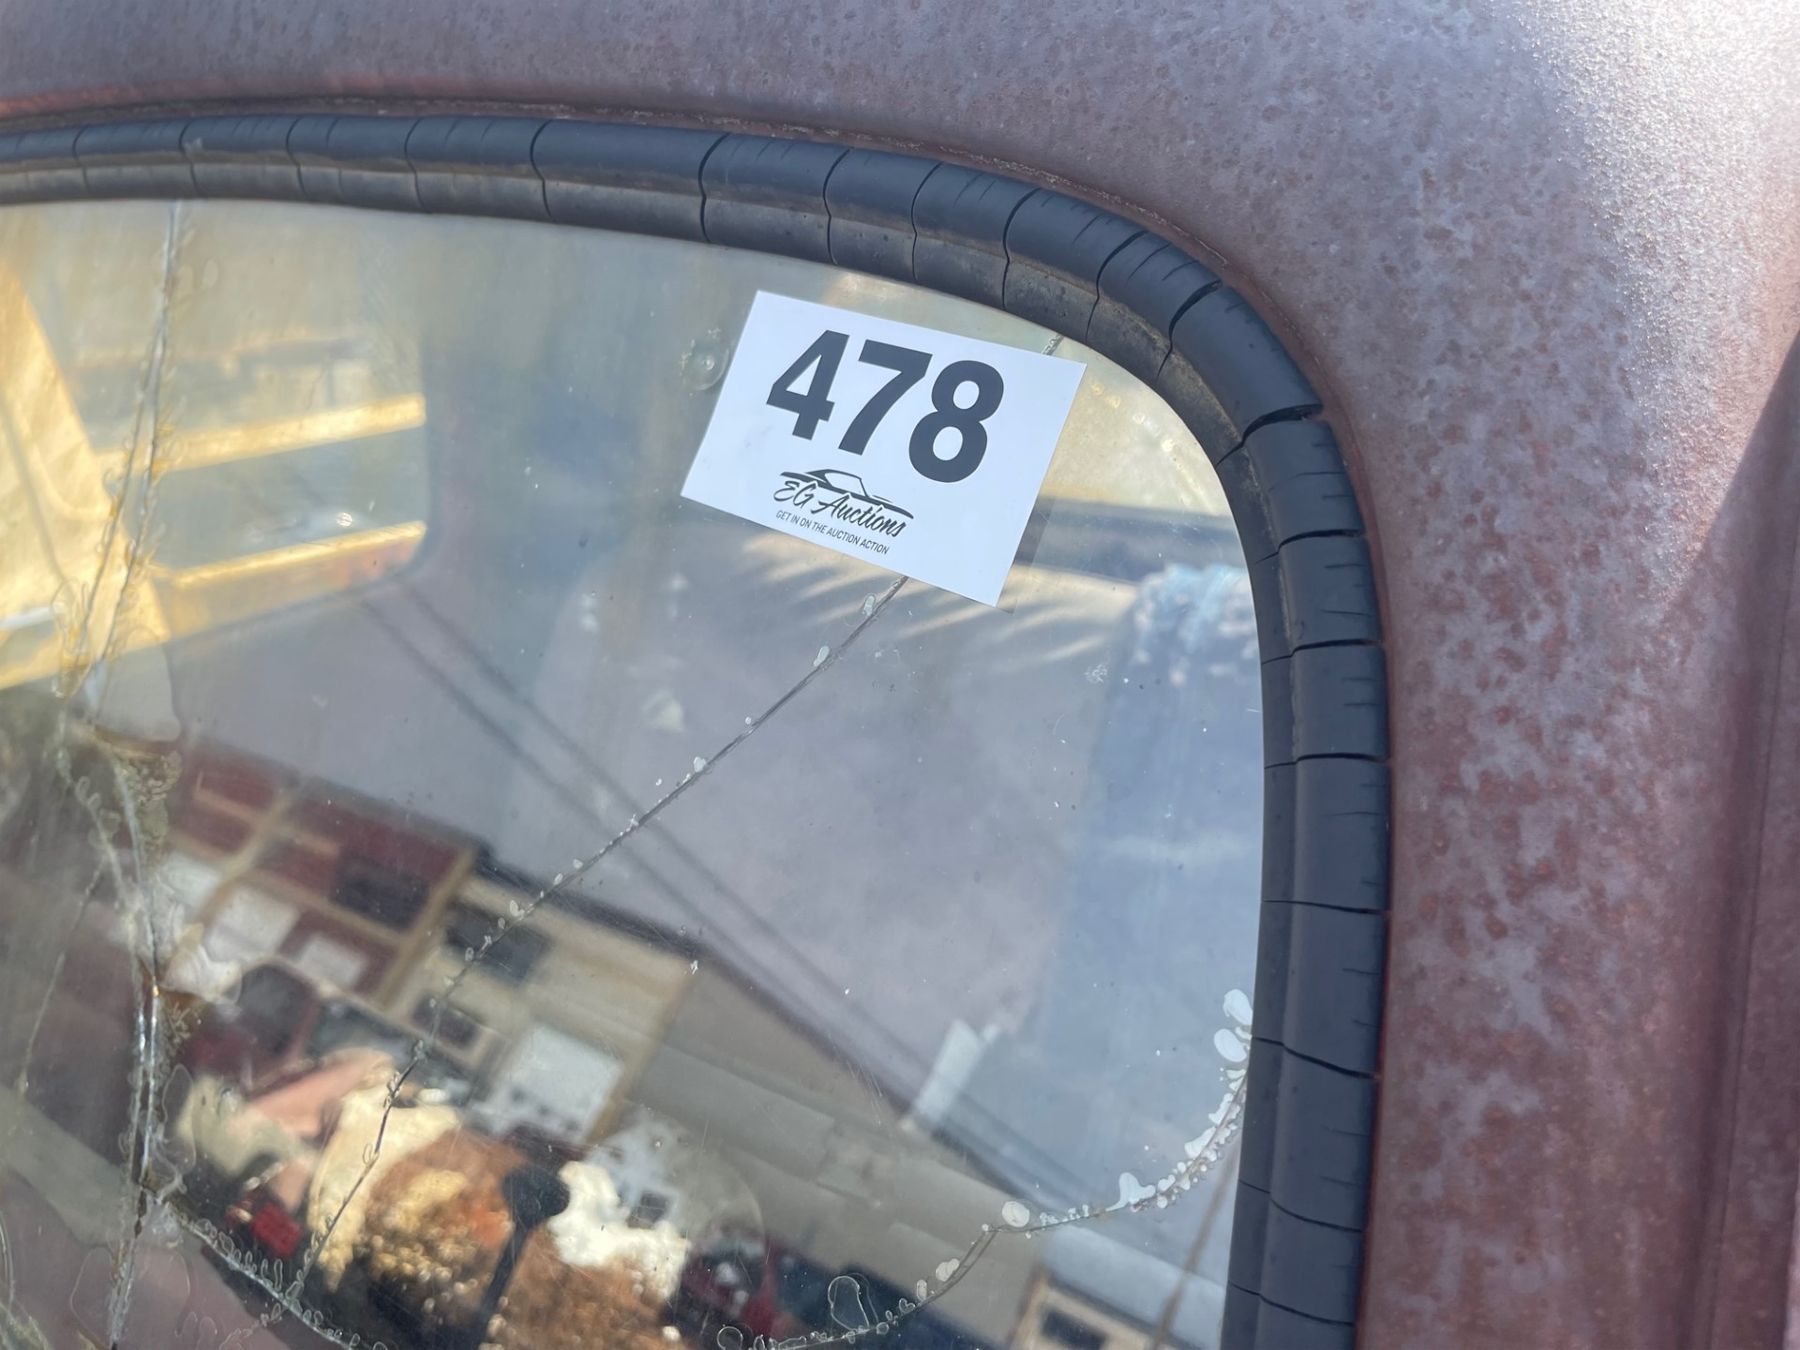 478
EG Auctions
GET IN ON THE AUCTION ACTION